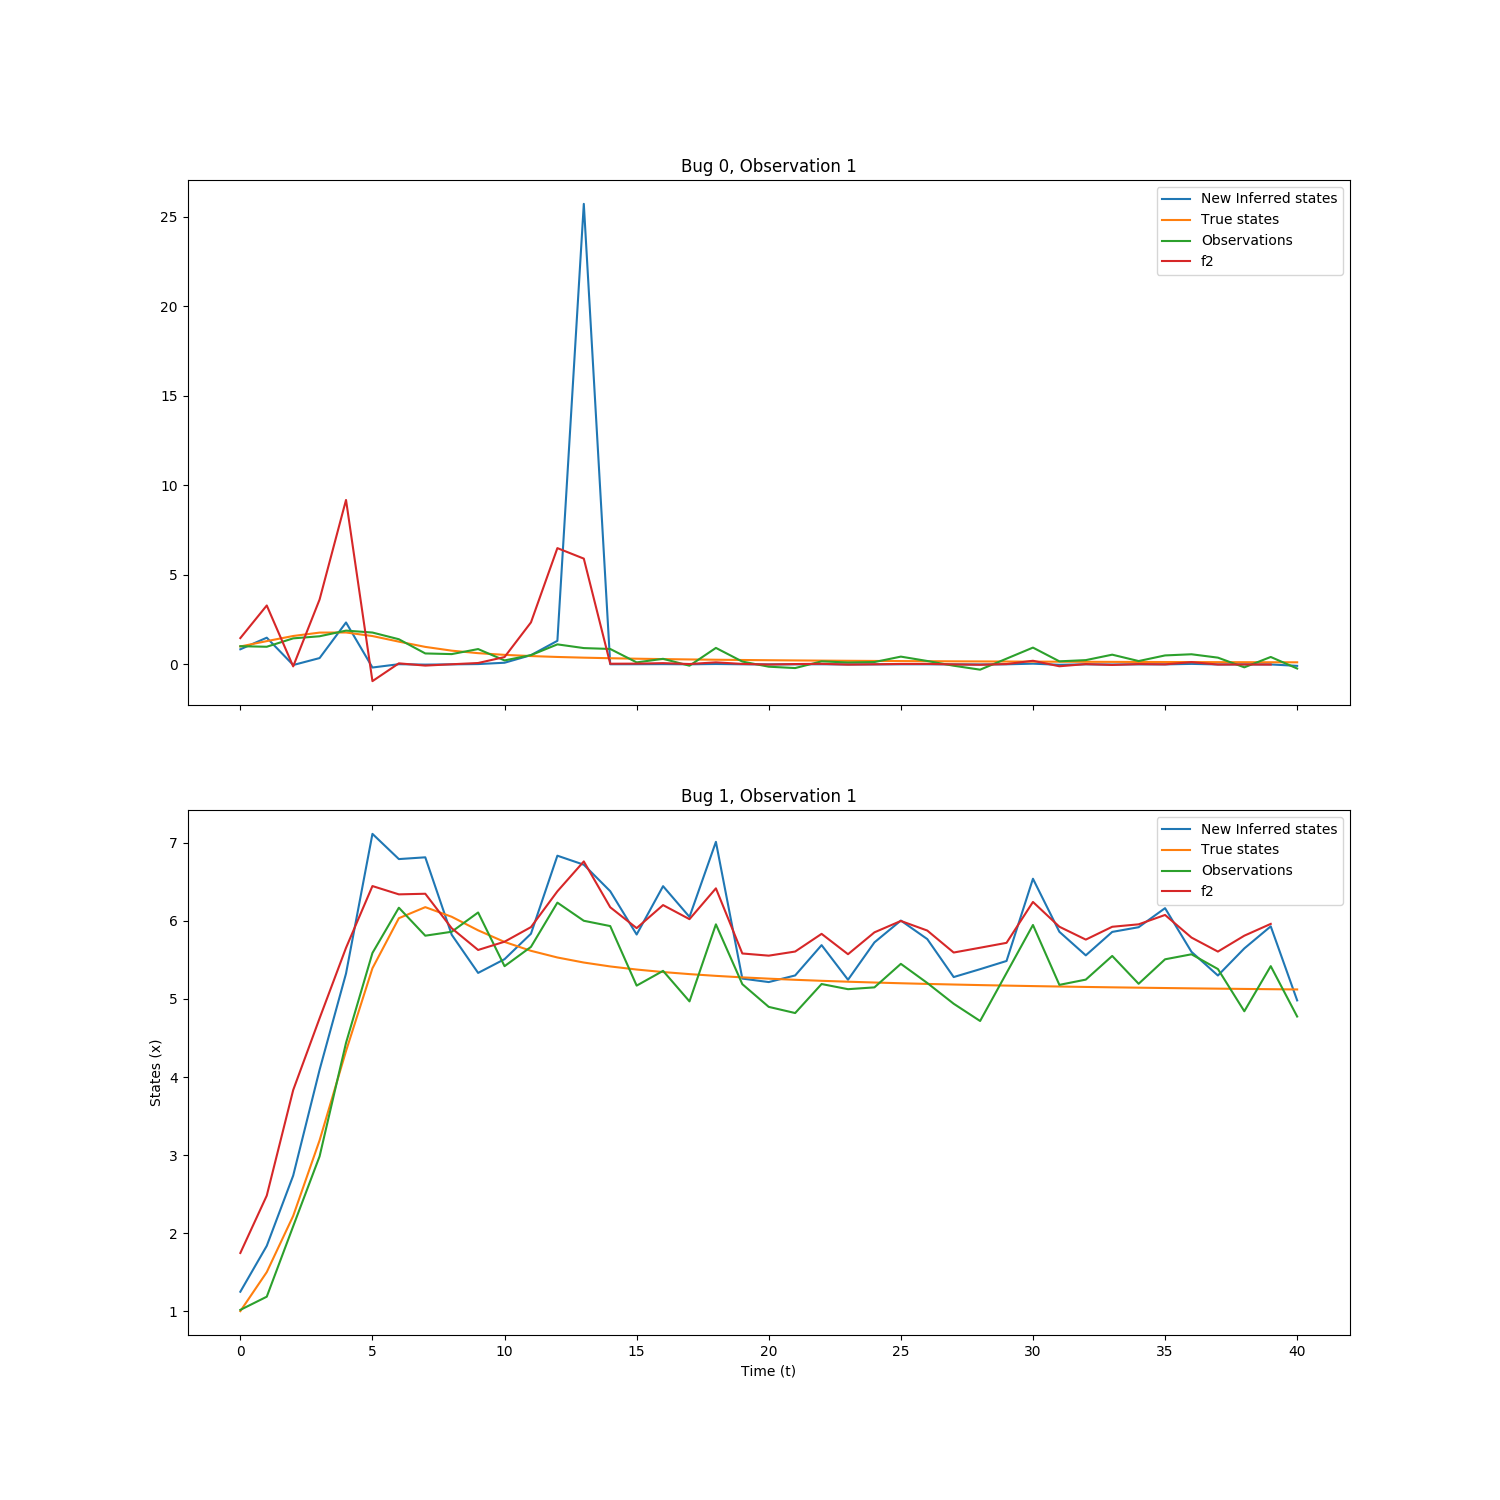 Bug 0, Observation 1
New Inferred states
True states
Observations
f2
25
20
15
10
5
0
Bug 1, Observation 1
New Inferred states
True states
Observations
f2
7
6
5
4
3
2
1
States (x)
0 5 10 15 20 25 30 35 40
Time (t)